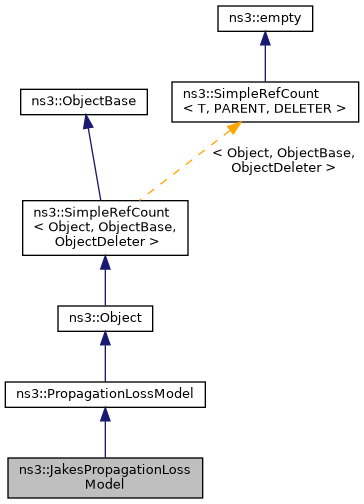 ns3::empty
ns3::SimpleRefCount
< T, PARENT, DELETER >
ns3::ObjectBase
< Object, ObjectBase,
ObjectDeleter >
ns3::SimpleRefCount
< Object, ObjectBase,
ObjectDeleter >
ns3::Object
ns3::PropagationLossModel
ns3::JakesPropagationLoss
Model